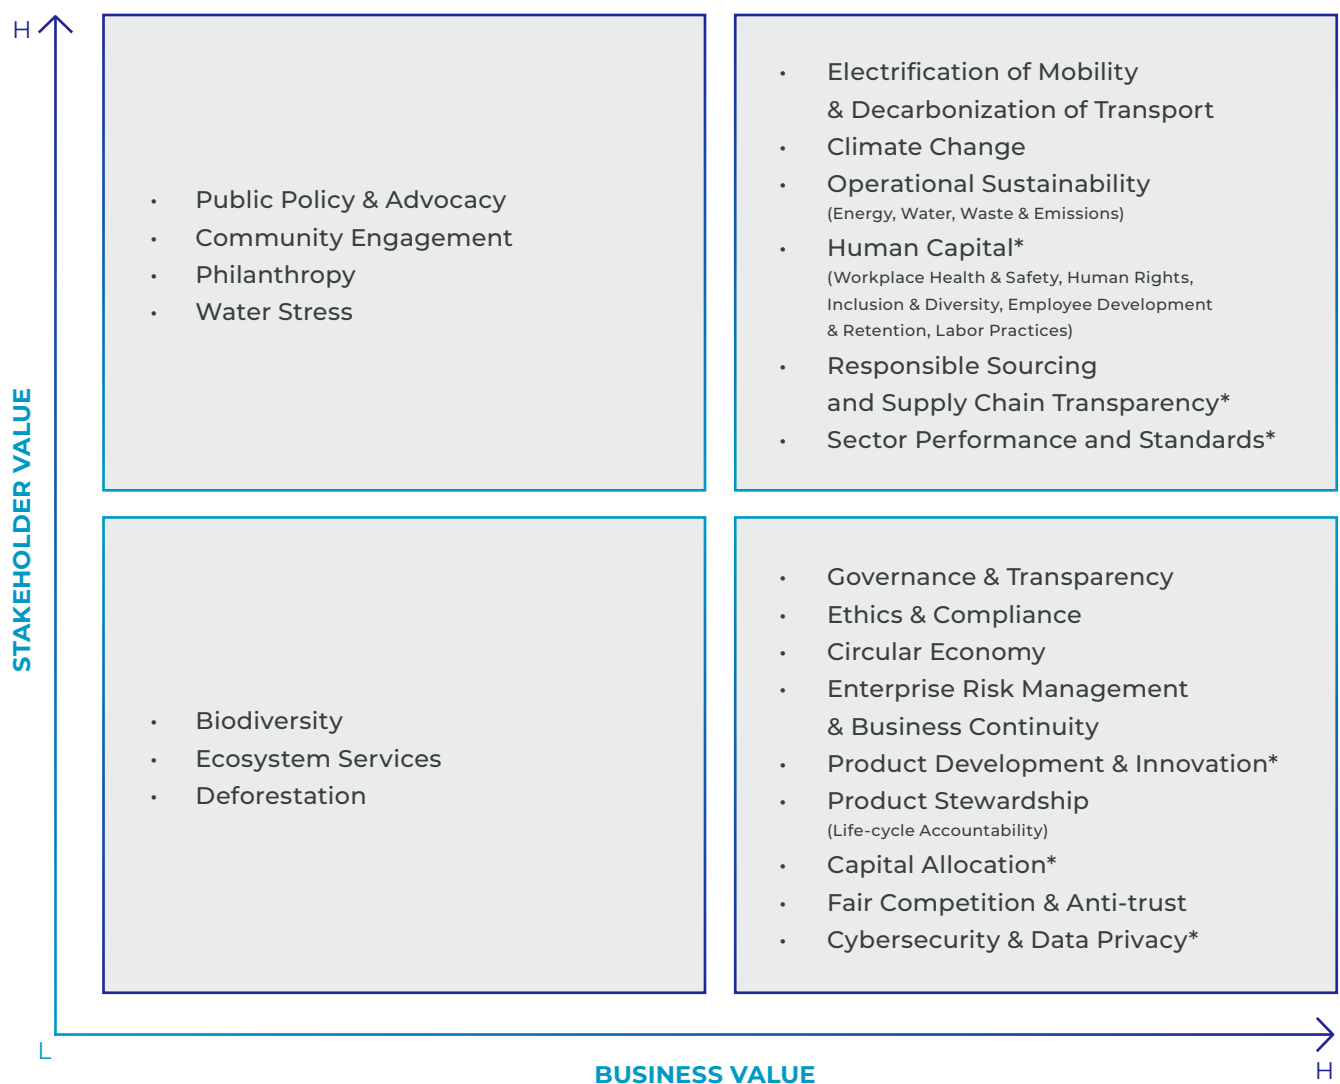 H
• Public Policy & Advocacy
• Community Engagement
• Philanthropy
• Water Stress
• Electrification of Mobility
& Decarbonization of Transport
• Climate Change
• Operational Sustainability
(Energy, Water, Waste & Emissions)
• Human Capital*
(Workplace Health & Safety, Human Rights,
Inclusion & Diversity, Employee Development
& Retention, Labor Practices)
• Responsible Sourcing
and Supply Chain Transparency*
• Sector Performance and Standards*
STAKEHOLDER VALUE
• Biodiversity
• Ecosystem Services
• Deforestation
• Governance & Transparency
• Ethics & Compliance
• Circular Economy
• Enterprise Risk Management
& Business Continuity
• Product Development & Innovation*
• Product Stewardship
(Life-cycle Accountability)
• Capital Allocation*
• Fair Competition & Anti-trust
• Cybersecurity & Data Privacy*
L
BUSINESS VALUE
H